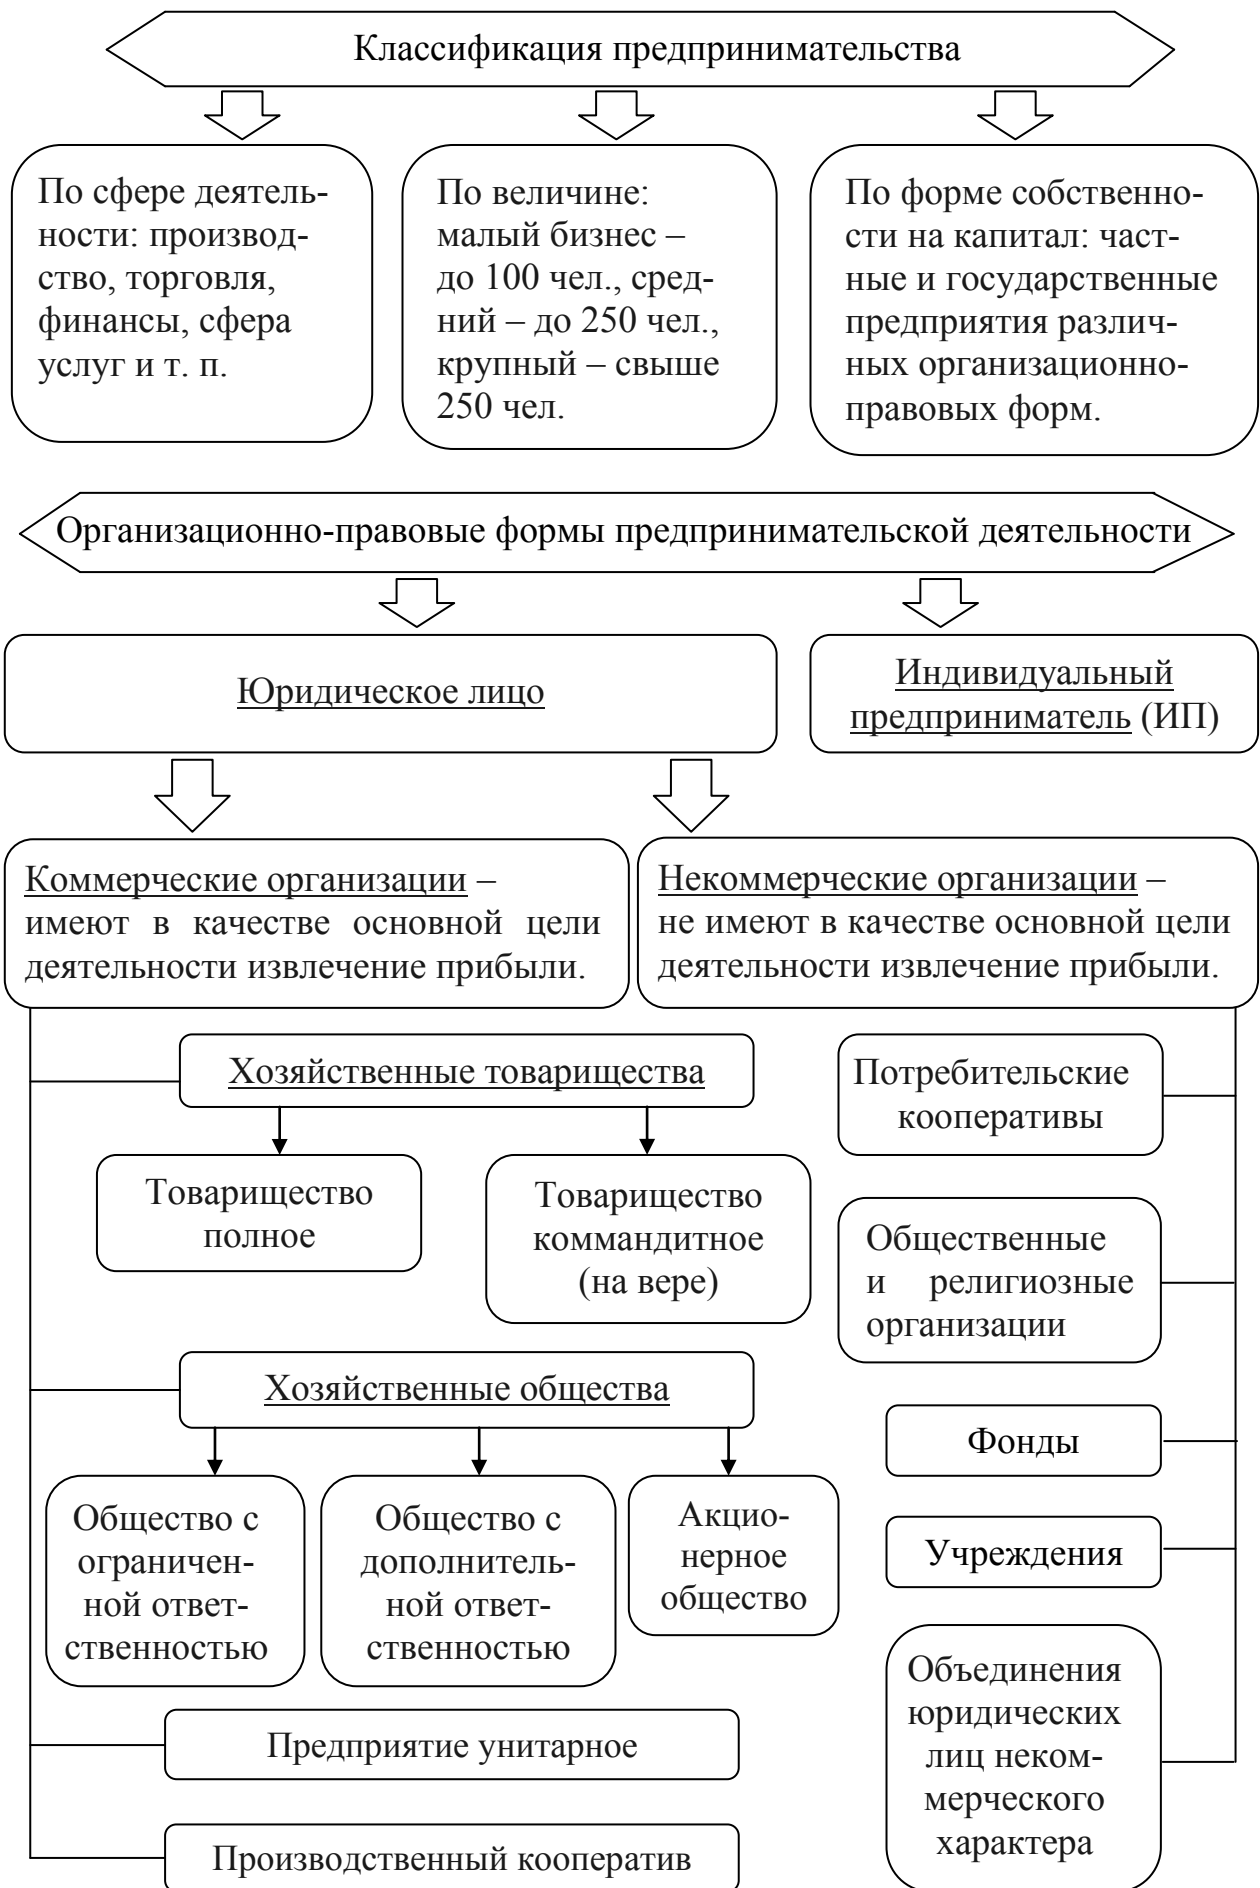 Классификация предпринимательства
По сфере деятель-
ности: производ-
ство, торговля,
финансы, сфера
услуг и т. п.
По величине:
малый бизнес –
до 100 чел., сред-
ний – до 250 чел.,
крупный – свыше
250 чел.
По форме собственно-
сти на капитал: част-
ные и государственные
предприятия различ-
ных организационно-
правовых форм.
Организационно-правовые формы предпринимательской деятельности
Юридическое лицо
Индивидуальный
предприниматель (ИП)
Коммерческие организации –
имеют в качестве основной цели
деятельности извлечение прибыли.
Некоммерческие организации –
не имеют в качестве основной цели
деятельности извлечение прибыли.
Хозяйственные товарищества
Товарищество
полное
Товарищество
коммандитное
(на вере)
Хозяйственные общества
Общество с
ограничен-
ной ответ-
ственностью
Общество с
дополнитель-
ной ответ-
ственностью
Акцио-
нерное
общество
Предприятие унитарное
Производственный кооператив
Потребительские
кооперативы
Общественные
и религиозные
организации
Фонды
Учреждения
Объединения
юридических
лиц неком-
мерческого
характера